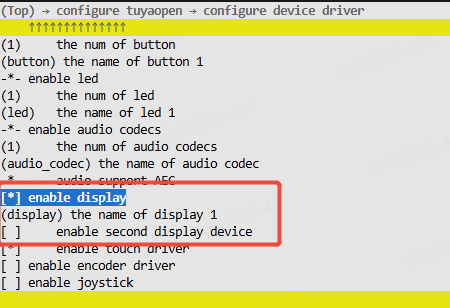 (Top) → configure tuyaopen → configure device driver
↑↑↑↑↑↑↑↑↑↑↑↑↑↑
(1)     the num of button
(button) the name of button 1
-*- enable led
(1)     the num of led
(led)   the name of led 1
-*- enable audio codecs
(1)     the num of audio codecs
(audio_codec) the name of audio codec
-*-     audio support AEC
[*] enable display
(display) the name of display 1
[ ]     enable second display device
[*]     enable touch driver
[ ] enable encoder driver
[ ] enable joystick